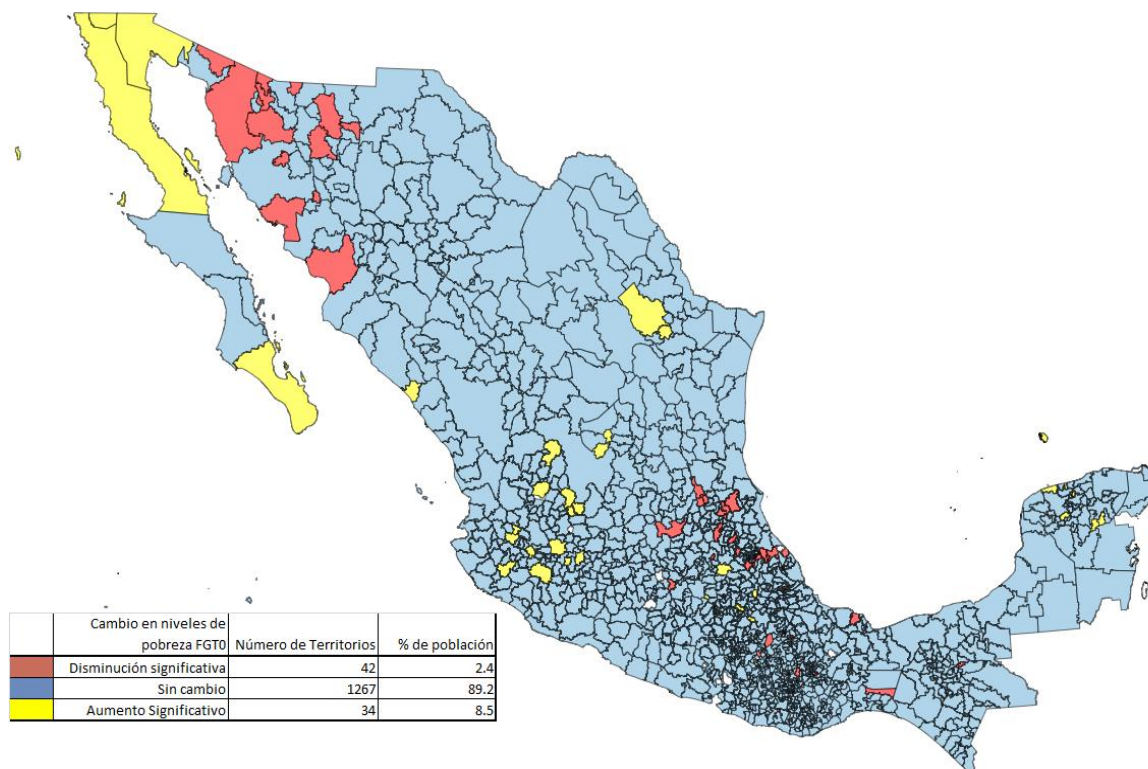 Cambio en niveles de
pobreza FGT0 Número de Territorios % de población
Disminución significativa 42 2.4
Sin cambio 1267 89.2
Aumento Significativo 34 8.5